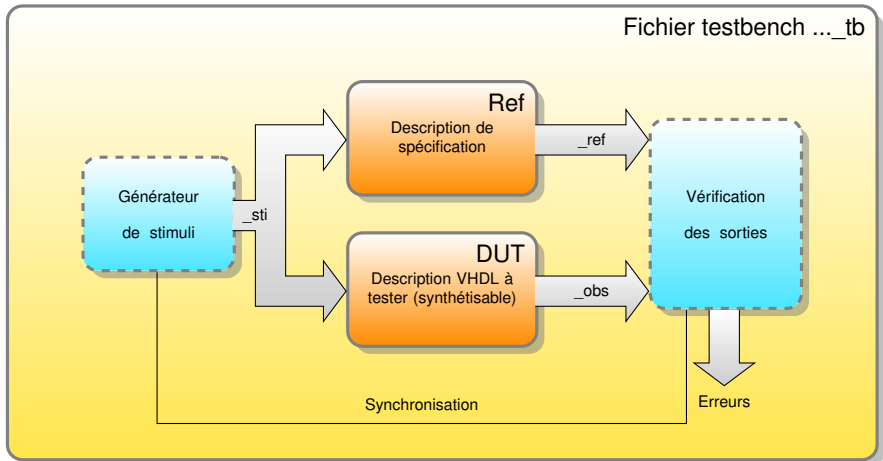 Fichier testbench ..._tb
Ref
Description de
spécification
_ref
Générateur
de stimuli
_sti
Vérification
des sorties
DUT
Description VHDL à
tester (synthétisable)
_obs
Synchronisation
Erreurs